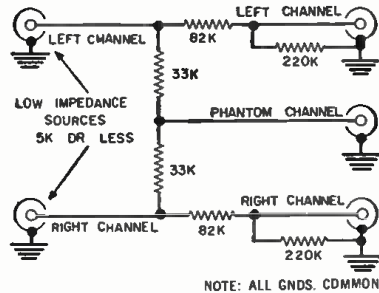 LEFT CHANNEL
LEFT CHANNEL
82K
220K
33K
LOW IMPEDANCE
SOURCES
5K DR LESS
PHANTOM CHANNEL
33K
RIGHT CHANNEL
RIGHT CHANNEL
82K
220K
NOTE: ALL GNDS. COMMON